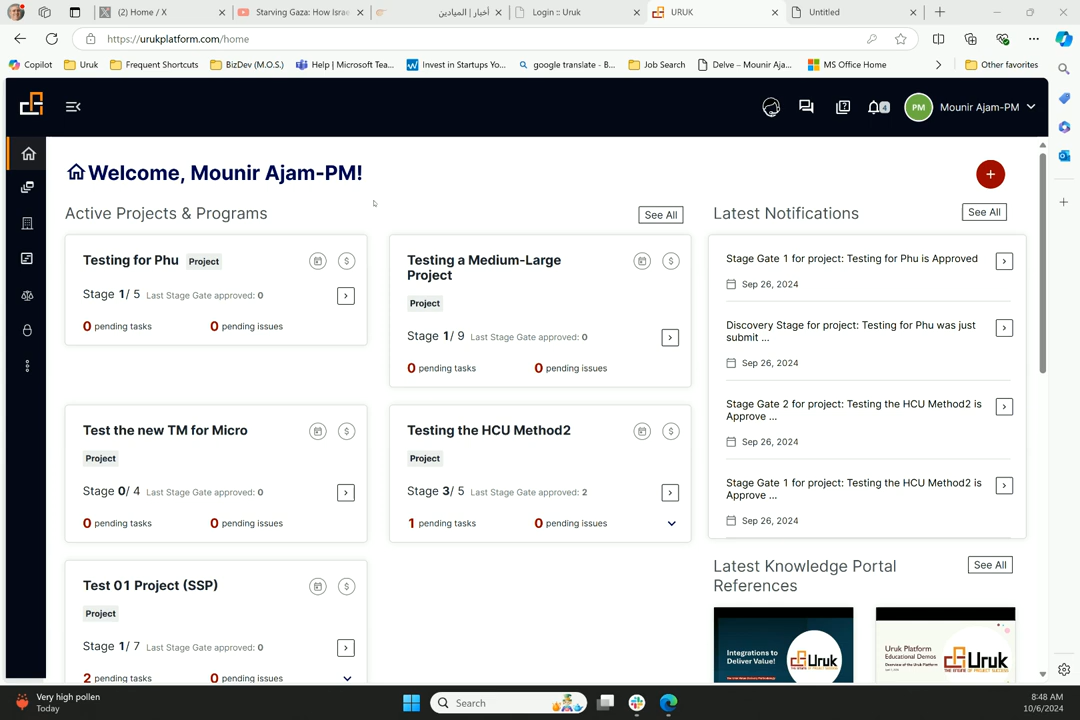 (2) Home / X
Starving Gaza: How Isra
أخبار | الميادين
Login :: Uruk
URUK
Untitled
https://urukplatform.com/home
Copilot
Uruk
Frequent Shortcuts
BizDev (M.O.S.)
Help | Microsoft Tea...
Invest in Startups Yo...
google translate - B...
Job Search
Delve – Mounir Aja...
MS Office Home
Other favorites
4
PM
Mounir Ajam-PM
Welcome, Mounir Ajam-PM!
Active Projects & Programs
See All
Testing for Phu Project
Stage 1/ 5 Last Stage Gate approved: 0
0 pending tasks 0 pending issues
Testing a Medium-Large
Project
Project
Stage 1/ 9 Last Stage Gate approved: 0
0 pending tasks 0 pending issues
Test the new TM for Micro
Project
Stage 0/ 4 Last Stage Gate approved: 0
0 pending tasks 0 pending issues
Testing the HCU Method2
Project
Stage 3/ 5 Last Stage Gate approved: 2
1 pending tasks 0 pending issues
Test 01 Project (SSP)
Project
Stage 1/ 7 Last Stage Gate approved: 0
2 pending tasks 0 pending issues
Latest Notifications
See All
Stage Gate 1 for project: Testing for Phu is Approved
Sep 26, 2024
Discovery Stage for project: Testing for Phu was just
submit ...
Sep 26, 2024
Stage Gate 2 for project: Testing the HCU Method2 is
Approve ...
Sep 26, 2024
Stage Gate 1 for project: Testing the HCU Method2 is
Approve ...
Sep 26, 2024
Latest Knowledge Portal
References
See All
Integrations to
Deliver Value!
Uruk
Uruk Platform
Educational Demos
Overview of the Uruk Platform
Uruk
Very high pollen
Today
Search
8:48 AM
10/6/2024